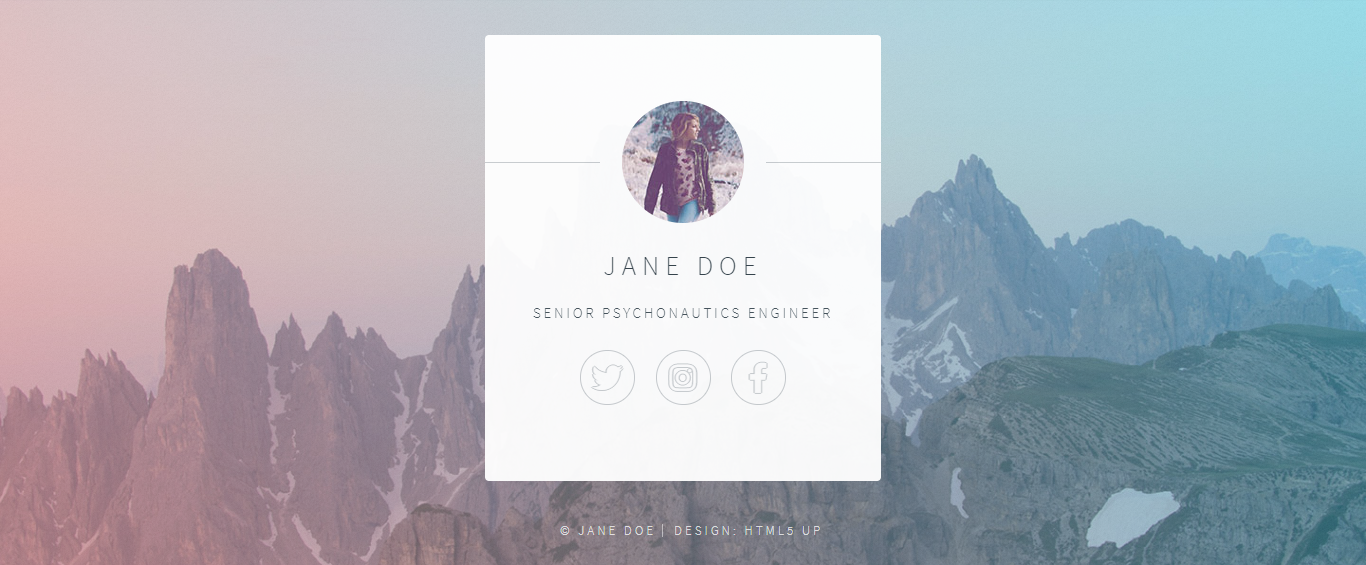 JANE DOE
SENIOR PSYCHONAUTICS ENGINEER
© JANE DOE | DESIGN: HTML5 UP